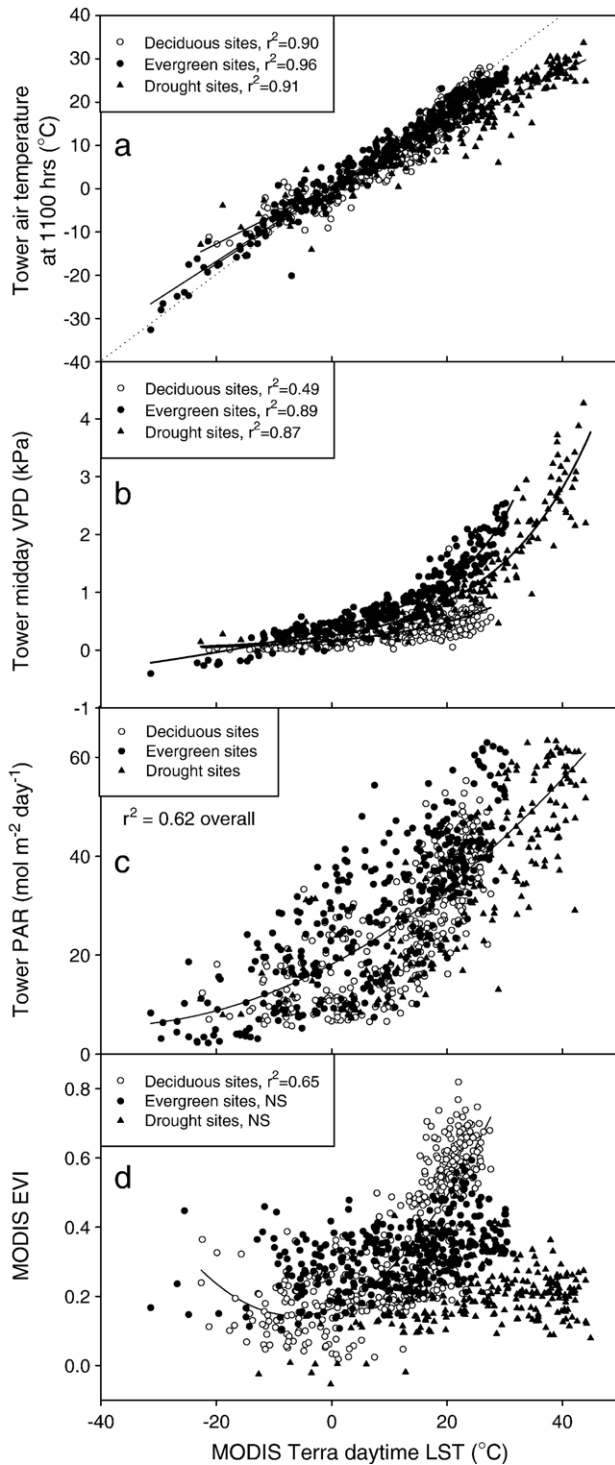 40
30
20
10
0
-10
-20
-30
-40
Tower air temperature
at 1100 hrs (°C)
○ Deciduous sites, r²=0.90
● Evergreen sites, r²=0.96
▲ Drought sites, r²=0.91
a
4
3
2
1
0
-1
Tower midday VPD (kPa)
○ Deciduous sites, r²=0.49
● Evergreen sites, r²=0.89
▲ Drought sites, r²=0.87
b
60
40
20
0
Tower PAR (mol m⁻² day⁻¹)
○ Deciduous sites
● Evergreen sites
▲ Drought sites
r² = 0.62 overall
c
0.8
0.6
0.4
0.2
0.0
MODIS EVI
○ Deciduous sites, r²=0.65
● Evergreen sites, NS
▲ Drought sites, NS
d
-40 -20 0 20 40
MODIS Terra daytime LST (°C)